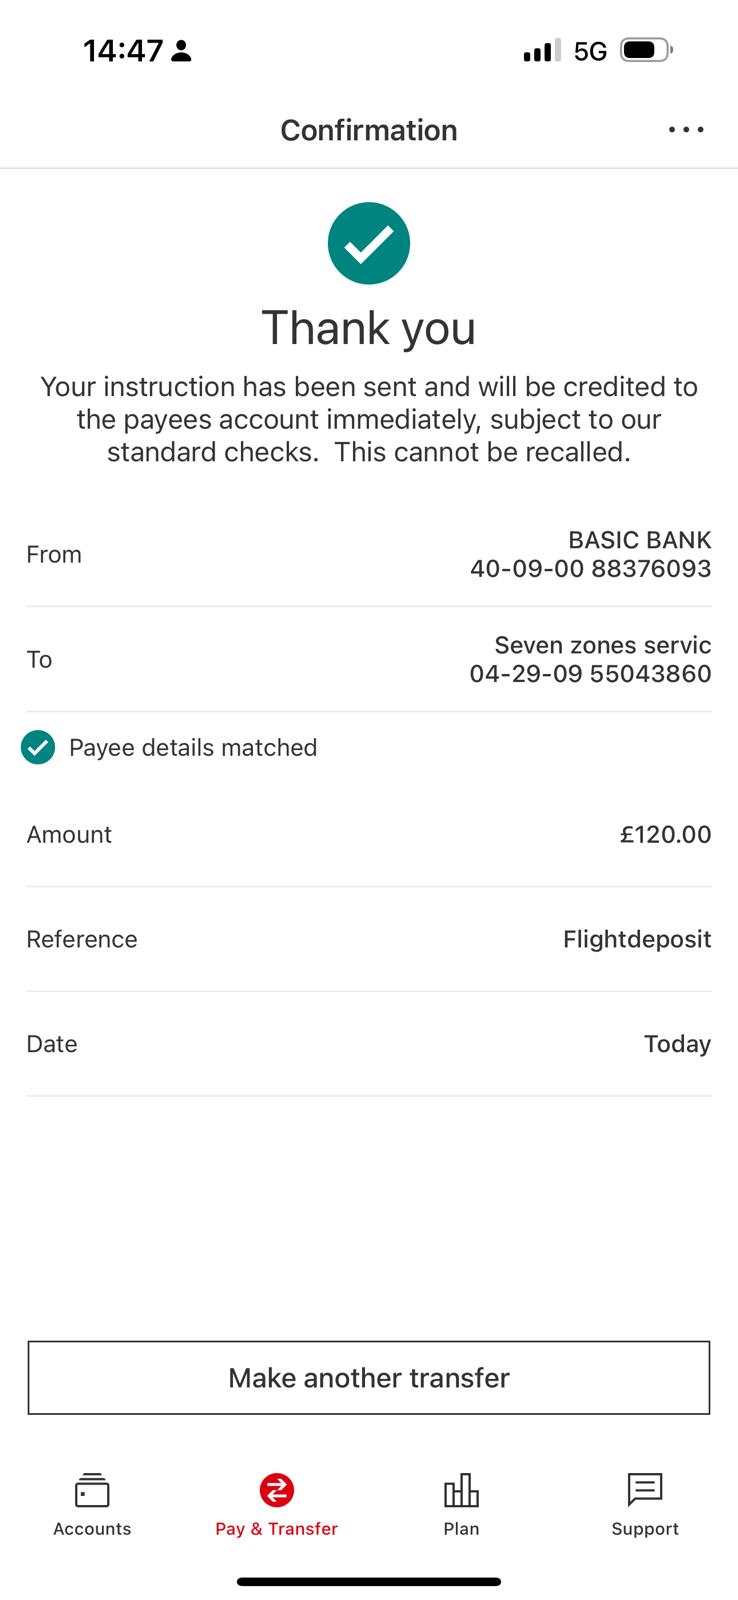 14:47
5G
Confirmation
Thank you
Your instruction has been sent and will be credited to
the payees account immediately, subject to our
standard checks.  This cannot be recalled.
From
BASIC BANK
40-09-00 88376093
To
Seven zones servic
04-29-09 55043860
Payee details matched
Amount
£120.00
Reference
Flightdeposit
Date
Today
Make another transfer
Accounts
Pay & Transfer
Plan
Support